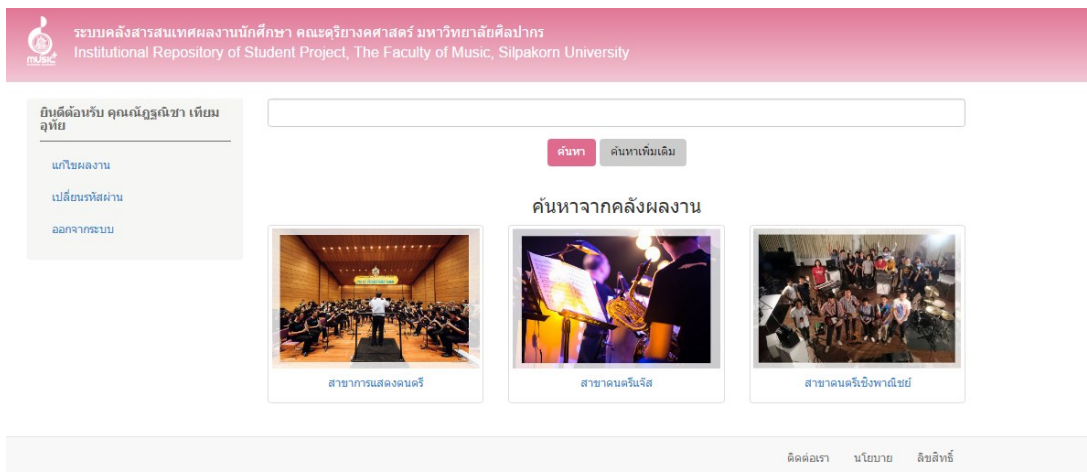 ระบบคลังสารสนเทศผลงานนักศึกษา คณะดุริยางคศาสตร์ มหาวิทยาลัยศิลปากร
Institutional Repository of Student Project, The Faculty of Music, Silpakorn University
MUSIC
ยินดีต้อนรับ คุณณัฏฐณิชา เทียม
อุทัย
แก้ไขผลงาน
เปลี่ยนรหัสผ่าน
ออกจากระบบ
ค้นหา ค้นหาเพิ่มเติม
ค้นหาจากคลังผลงาน
สาขาการแสดงดนตรี สาขาดนตรีแจ๊ส สาขาดนตรีเชิงพาณิชย์
ติดต่อเรา นโยบาย ลิขสิทธิ์